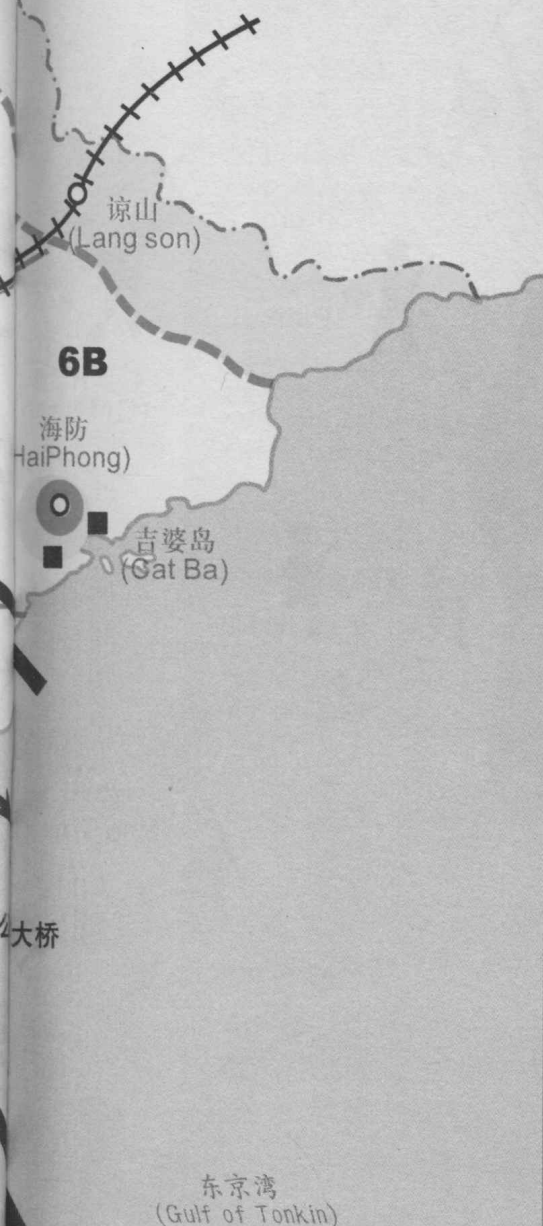 谅山
(Lang son)
6B
海防
HaiPhong)
吉婆岛
(Cat Ba)
大桥
东京湾
(Gulf of Tonkin)